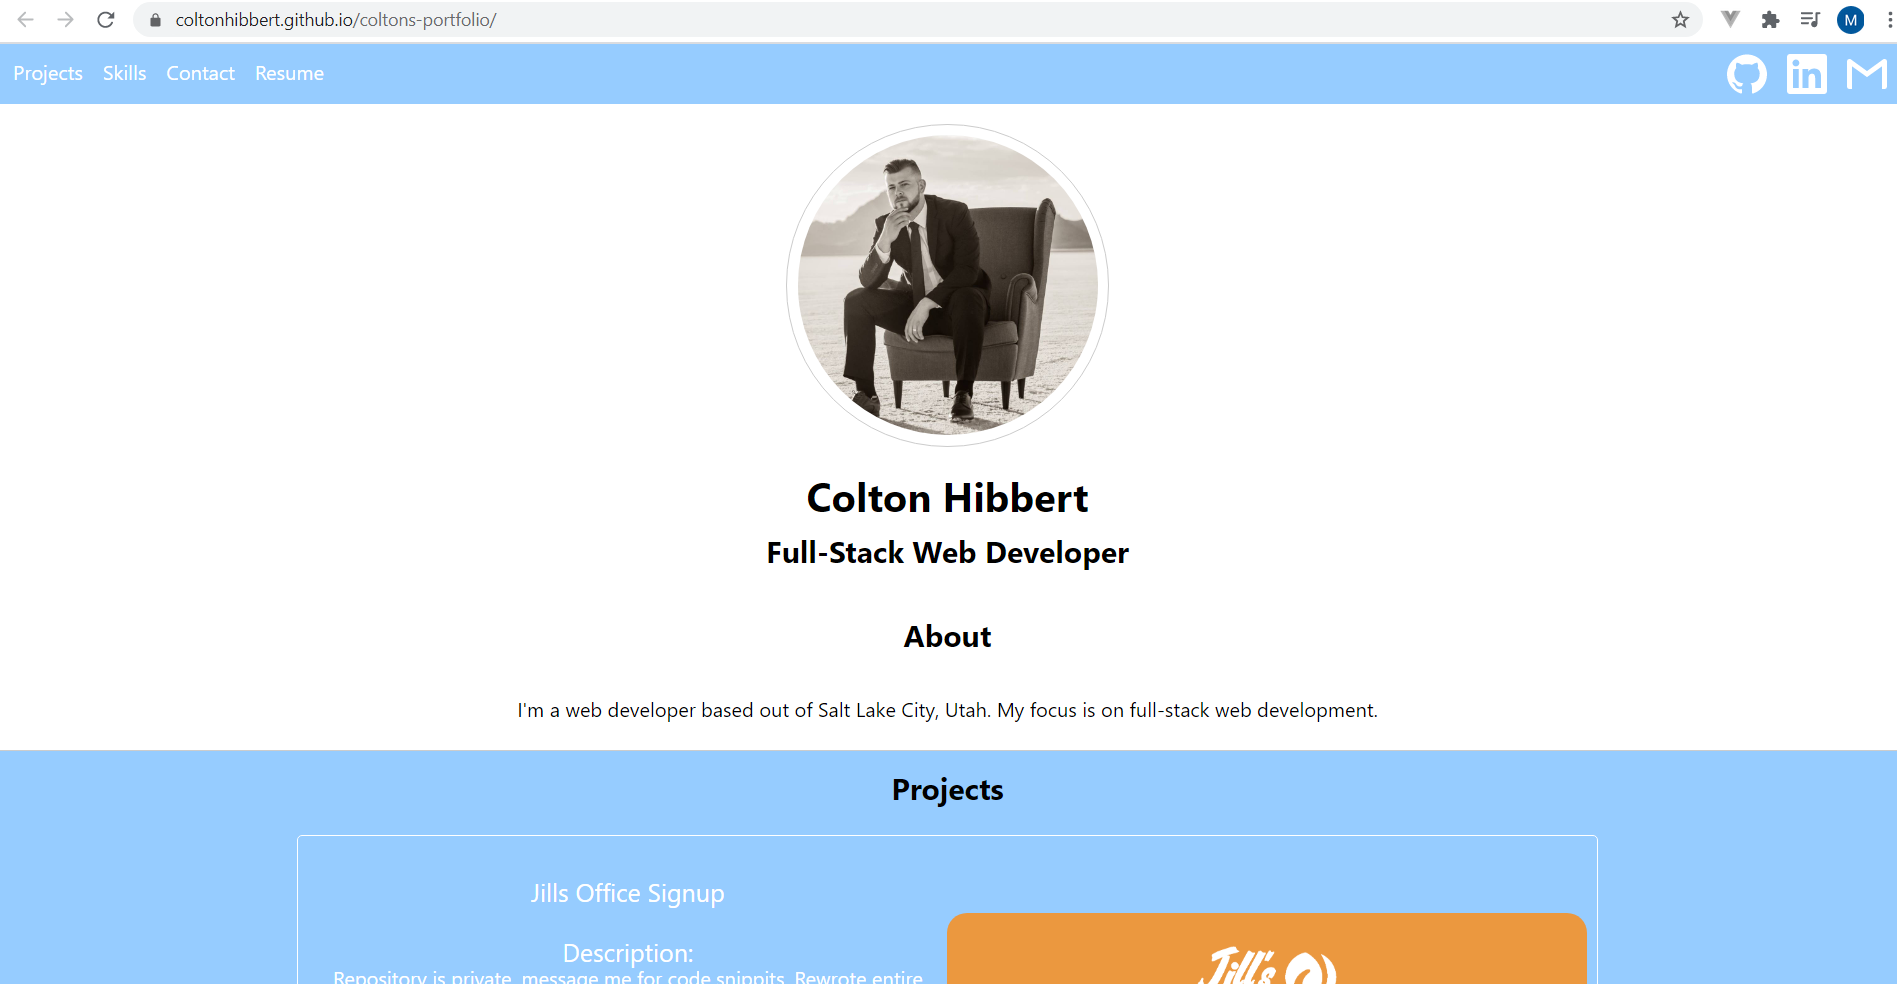 coltonhibbert.github.io/coltons-portfolio/
M
Projects Skills Contact Resume
in
Colton Hibbert
Full-Stack Web Developer
About
I'm a web developer based out of Salt Lake City, Utah. My focus is on full-stack web development.
Projects
Jills Office Signup
Description:
Repository is private, message me for code snippits. Rewrote entire
Jill's